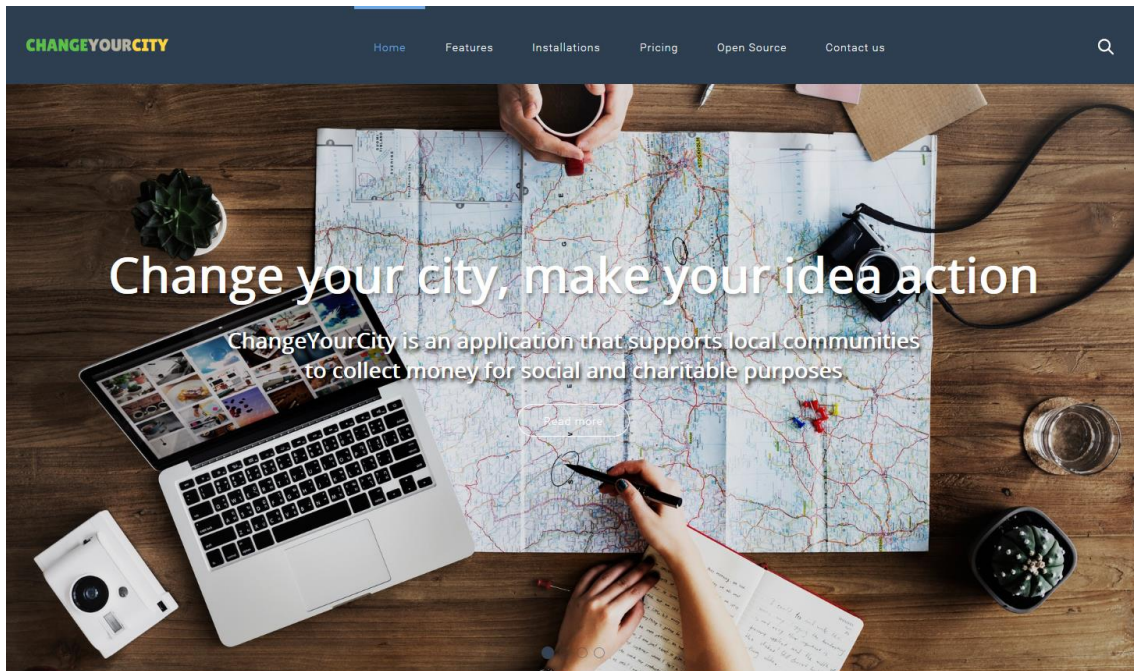 CHANGEYOURCITY
Home
Features
Installations
Pricing
Open Source
Contact us
Change your city, make your idea action
ChangeYourCity is an application that supports local communities
to collect money for social and charitable purposes
Read more